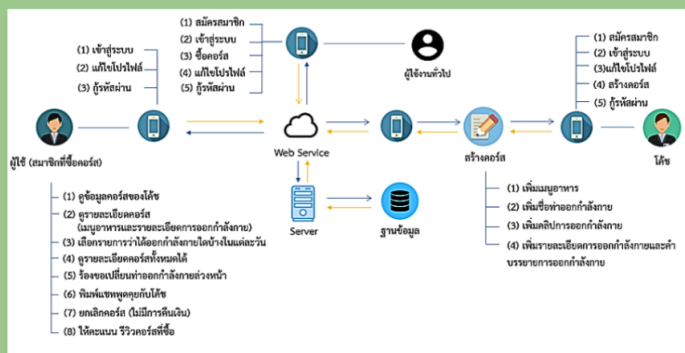 (1) สมัครสมาชิก
(2) เข้าสู่ระบบ
(3) ซื้อคอร์ส
(4) แก้ไขโปรไฟล์
(5) กู้รหัสผ่าน
(1) เข้าสู่ระบบ
(2) แก้ไขโปรไฟล์
(3) กู้รหัสผ่าน
ผู้ใช้งานทั่วไป
(1) สมัครสมาชิก
(2) เข้าสู่ระบบ
(3)แก้ไขโปรไฟล์
(4) สร้างคอร์ส
(5) กู้รหัสผ่าน
ผู้ใช้ (สมาชิกที่ซื้อคอร์ส)
Web Service
สร้างคอร์ส
โค้ช
(1) ดูข้อมูลคอร์สของโค้ช
(2) ดูรายละเอียดคอร์ส
(เมนูอาหารและรายละเอียดการออกกำลังกาย)
(3) เลือกรายการว่าได้ออกกำลังกายใดบ้างในแต่ละวัน
(4) ดูรายละเอียดคอร์สทั้งหมดได้
(5) ร้องขอเปลี่ยนท่าออกกำลังกายล่วงหน้า
(6) พิมพ์แชทพูดคุยกับโค้ช
(7) ยกเลิกคอร์ส (ไม่มีการคืนเงิน)
(8) ให้คะแนน รีวิวคอร์สที่ซื้อ
Server
ฐานข้อมูล
(1) เพิ่มเมนูอาหาร
(2) เพิ่มชื่อท่าออกกำลังกาย
(3) เพิ่มคลิปการออกกำลังกาย
(4) เพิ่มรายละเอียดการออกกำลังกายและคำ
บรรยายการออกกำลังกาย